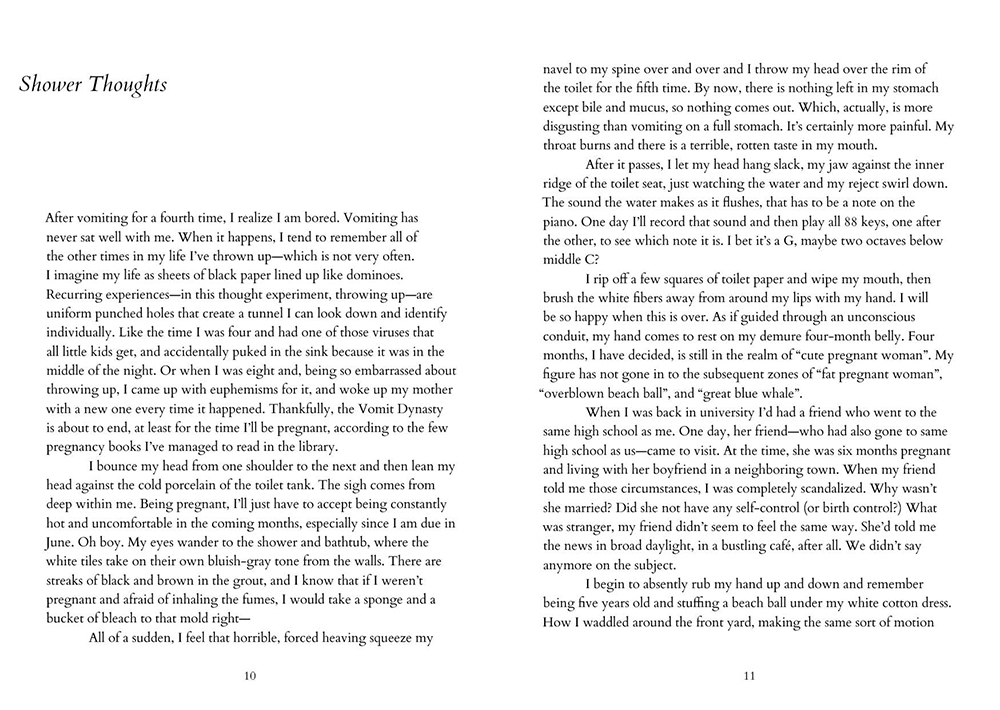 Shower Thoughts
After vomiting for a fourth time, I realize I am bored. Vomiting has
never sat well with me. When it happens, I tend to remember all of
the other times in my life I’ve thrown up—which is not very often.
I imagine my life as sheets of black paper lined up like dominoes.
Recurring experiences—in this thought experiment, throwing up—are
uniform punched holes that create a tunnel I can look down and identify
individually. Like the time I was four and had one of those viruses that
all little kids get, and accidentally puked in the sink because it was in the
middle of the night. Or when I was eight and, being so embarrassed about
throwing up, I came up with euphemisms for it, and woke up my mother
with a new one every time it happened. Thankfully, the Vomit Dynasty
is about to end, at least for the time I’ll be pregnant, according to the few
pregnancy books I’ve managed to read in the library.
I bounce my head from one shoulder to the next and then lean my
head against the cold porcelain of the toilet tank. The sigh comes from
deep within me. Being pregnant, I’ll just have to accept being constantly
hot and uncomfortable in the coming months, especially since I am due in
June. Oh boy. My eyes wander to the shower and bathtub, where the
white tiles take on their own bluish-gray tone from the walls. There are
streaks of black and brown in the grout, and I know that if I weren’t
pregnant and afraid of inhaling the fumes, I would take a sponge and a
bucket of bleach to that mold right—
All of a sudden, I feel that horrible, forced heaving squeeze my
10
navel to my spine over and over and I throw my head over the rim of
the toilet for the fifth time. By now, there is nothing left in my stomach
except bile and mucus, so nothing comes out. Which, actually, is more
disgusting than vomiting on a full stomach. It’s certainly more painful. My
throat burns and there is a terrible, rotten taste in my mouth.
After it passes, I let my head hang slack, my jaw against the inner
ridge of the toilet seat, just watching the water and my reject swirl down.
The sound the water makes as it flushes, that has to be a note on the
piano. One day I’ll record that sound and then play all 88 keys, one after
the other, to see which note it is. I bet it’s a G, maybe two octaves below
middle C?
I rip off a few squares of toilet paper and wipe my mouth, then
brush the white fibers away from around my lips with my hand. I will
be so happy when this is over. As if guided through an unconscious
conduit, my hand comes to rest on my demure four-month belly. Four
months, I have decided, is still in the realm of “cute pregnant woman”. My
figure has not gone in to the subsequent zones of “fat pregnant woman”,
“overblown beach ball”, and “great blue whale”.
When I was back in university I’d had a friend who went to the
same high school as me. One day, her friend—who had also gone to same
high school as us—came to visit. At the time, she was six months pregnant
and living with her boyfriend in a neighboring town. When my friend
told me those circumstances, I was completely scandalized. Why wasn’t
she married? Did she not have any self-control (or birth control?) What
was stranger, my friend didn’t seem to feel the same way. She’d told me
the news in broad daylight, in a bustling café, after all. We didn’t say
anymore on the subject.
I begin to absently rub my hand up and down and remember
being five years old and stuffing a beach ball under my white cotton dress.
How I waddled around the front yard, making the same sort of motion
11